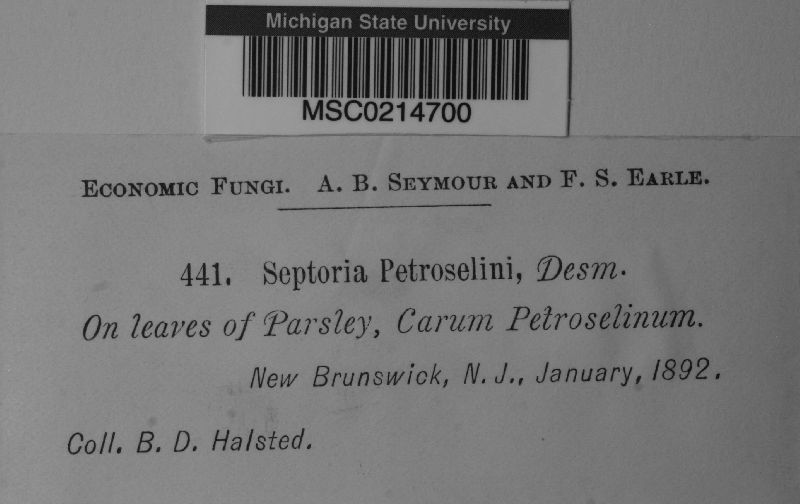 Michigan State University
MSC0214700
Economic Fungi. A. B. Seymour and F. S. Earle.
441. Septoria Petroselini, Desm.
On leaves of Parsley, Carum Petroselinum.
New Brunswick, N. J., January, 1892.
Coll. B. D. Halsted.